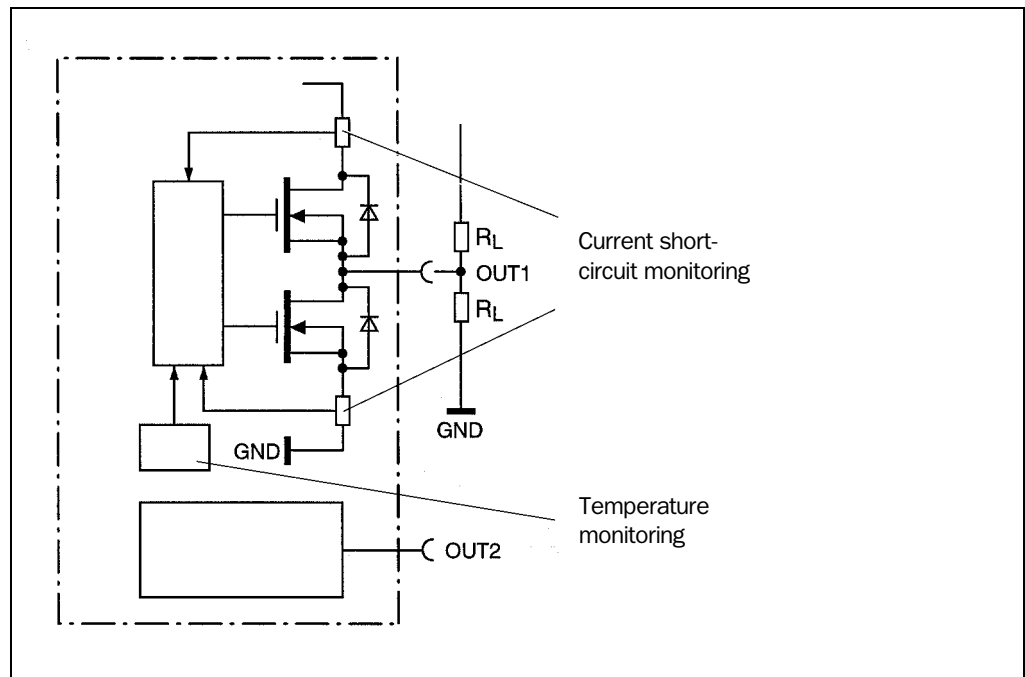 RL
Current short-
circuit monitoring
OUT1
RL
GND
GND
Temperature
monitoring
OUT2